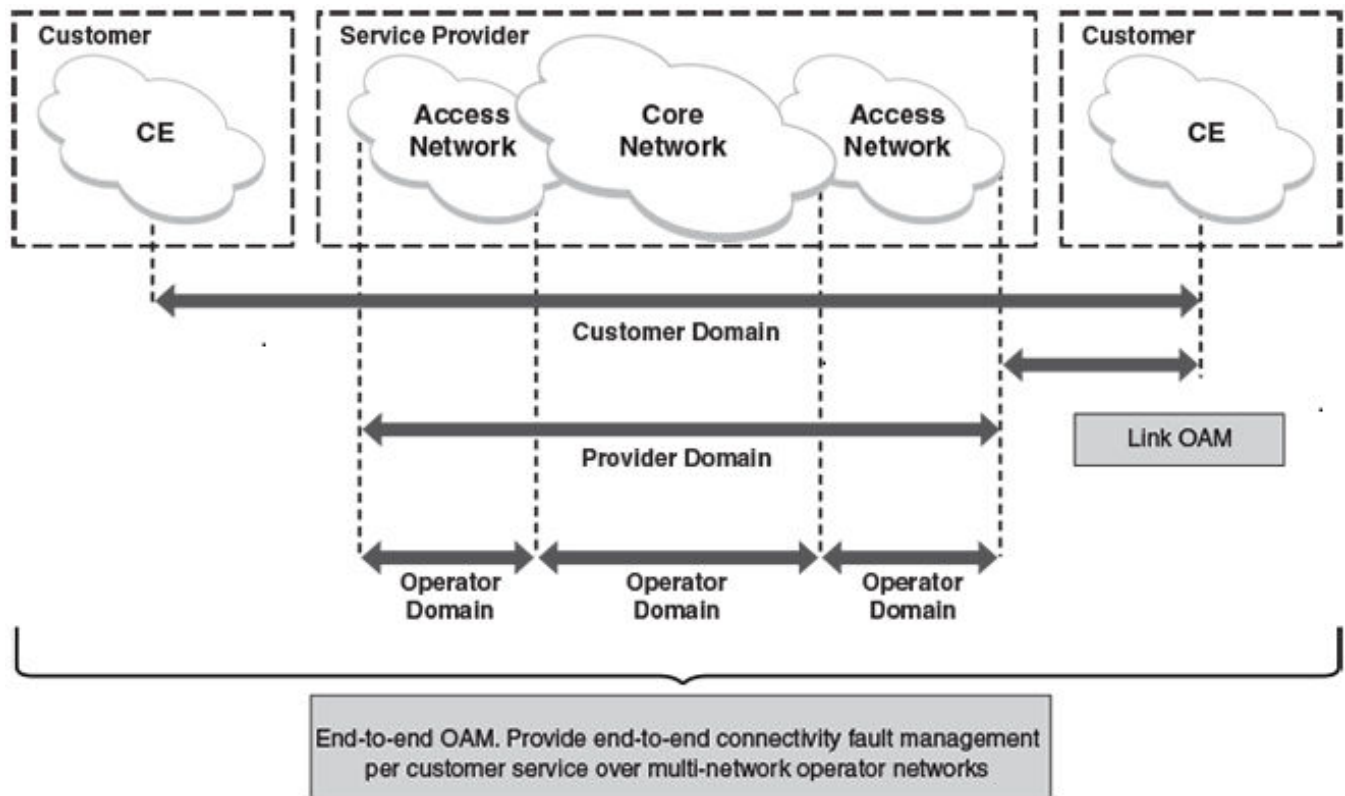 Customer
Service Provider
Customer
CE
Access
Network
Core
Network
Access
Network
CE
Customer Domain
Link OAM
Provider Domain
Operator
Domain
Operator
Domain
Operator
Domain
End-to-end OAM. Provide end-to-end connectivity fault management
per customer service over multi-network operator networks